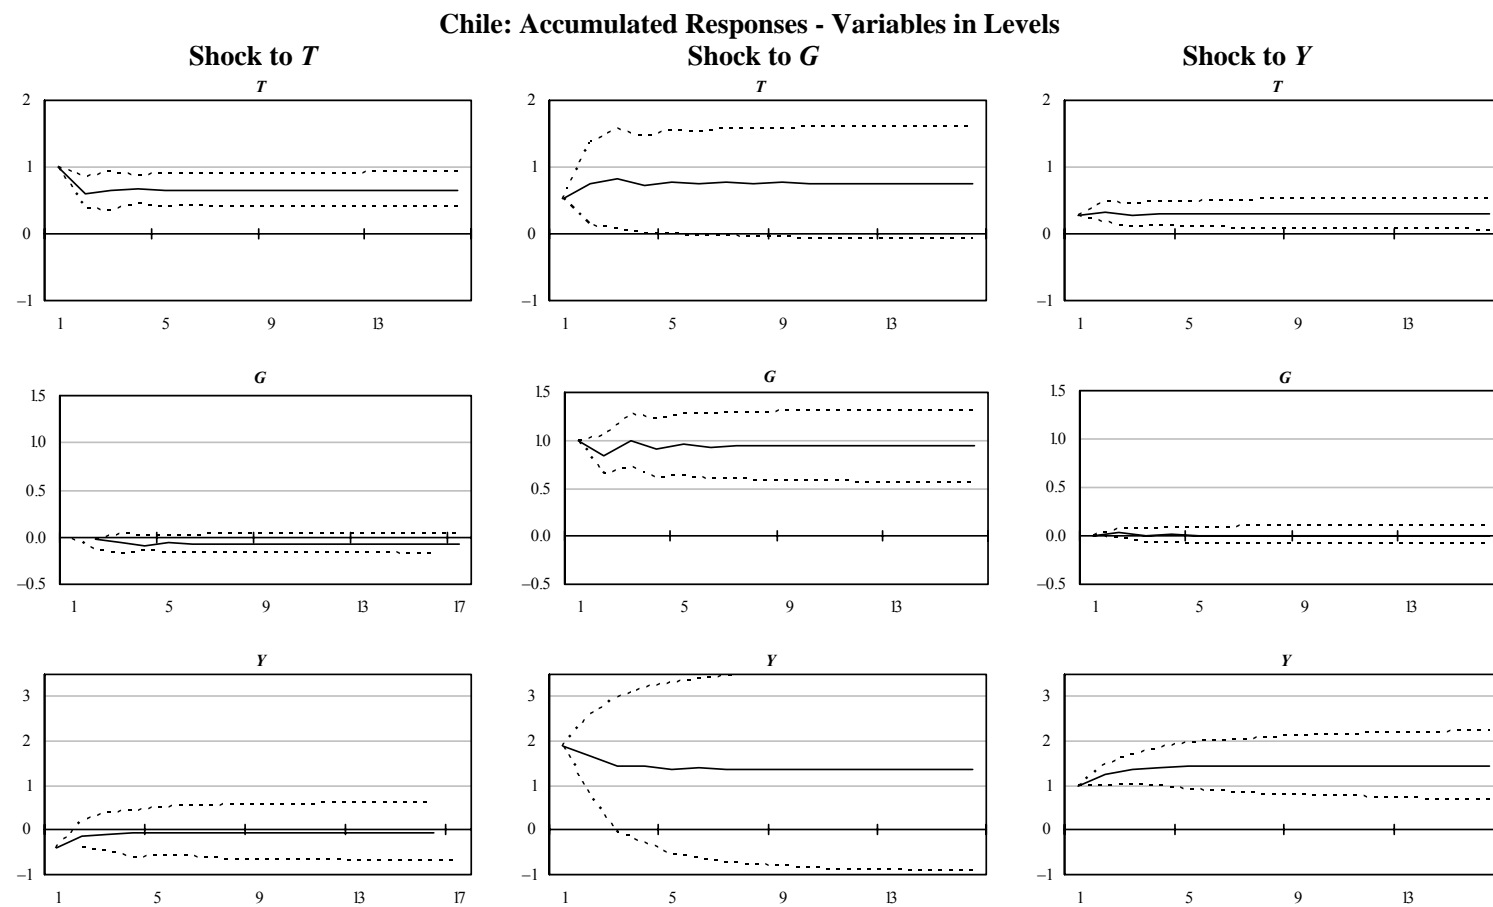 Chile: Accumulated Responses - Variables in Levels
Shock to T Shock to G Shock to Y
T T T
2 2 2
1 1 1
0 0 0
–1 –1 –1
1 5 9 13 1 5 9 13 1 5 9 13
G G G
1.5 1.5 1.5
1.0 1.0 1.0
0.5 0.5 0.5
0.0 0.0 0.0
–0.5 –0.5 –0.5
1 5 9 13 17 1 5 9 13 1 5 9 13
Y Y Y
3 3 3
2 2 2
1 1 1
0 0 0
–1 –1 –1
1 5 9 13 17 1 5 9 13 1 5 9 13